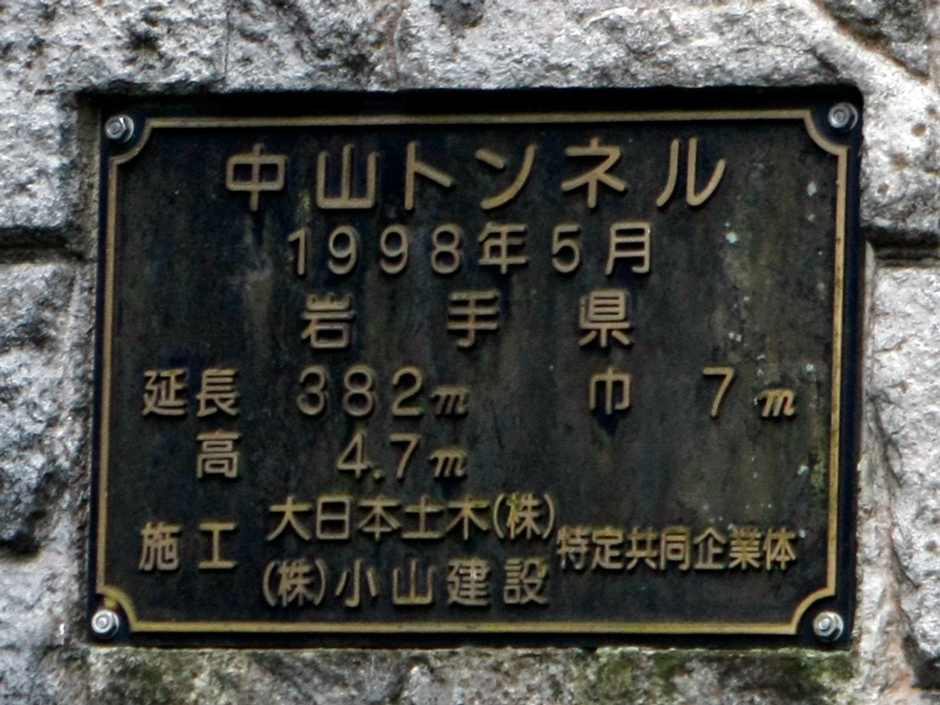 中山トンネル
1998年5月
岩手県
延長 382m 巾 7m
高 4.7m
施工 大日本土木(株) 特定共同企業体
(株)小山建設